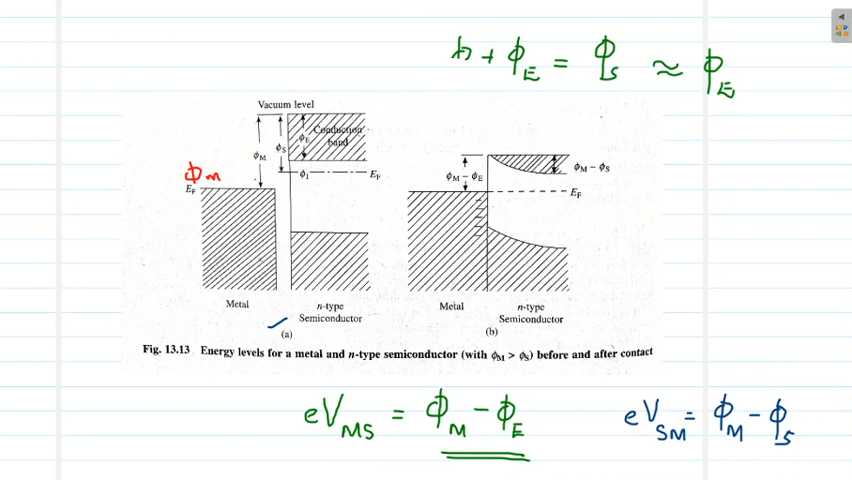 h + ϕE = ϕS ≈ ϕE
Vacuum level
Conduction
band
ϕE
ϕS
ϕM
ϕm
EF
ϕ1
EF
ϕM – ϕE
ϕM – ϕS
EF
Metal
n-type
Semiconductor
(a)
Metal
n-type
Semiconductor
(b)
Fig. 13.13 Energy levels for a metal and n-type semiconductor (with ϕM > ϕS) before and after contact
eVMS = ϕM – ϕE
eVSM = ϕM – ϕS